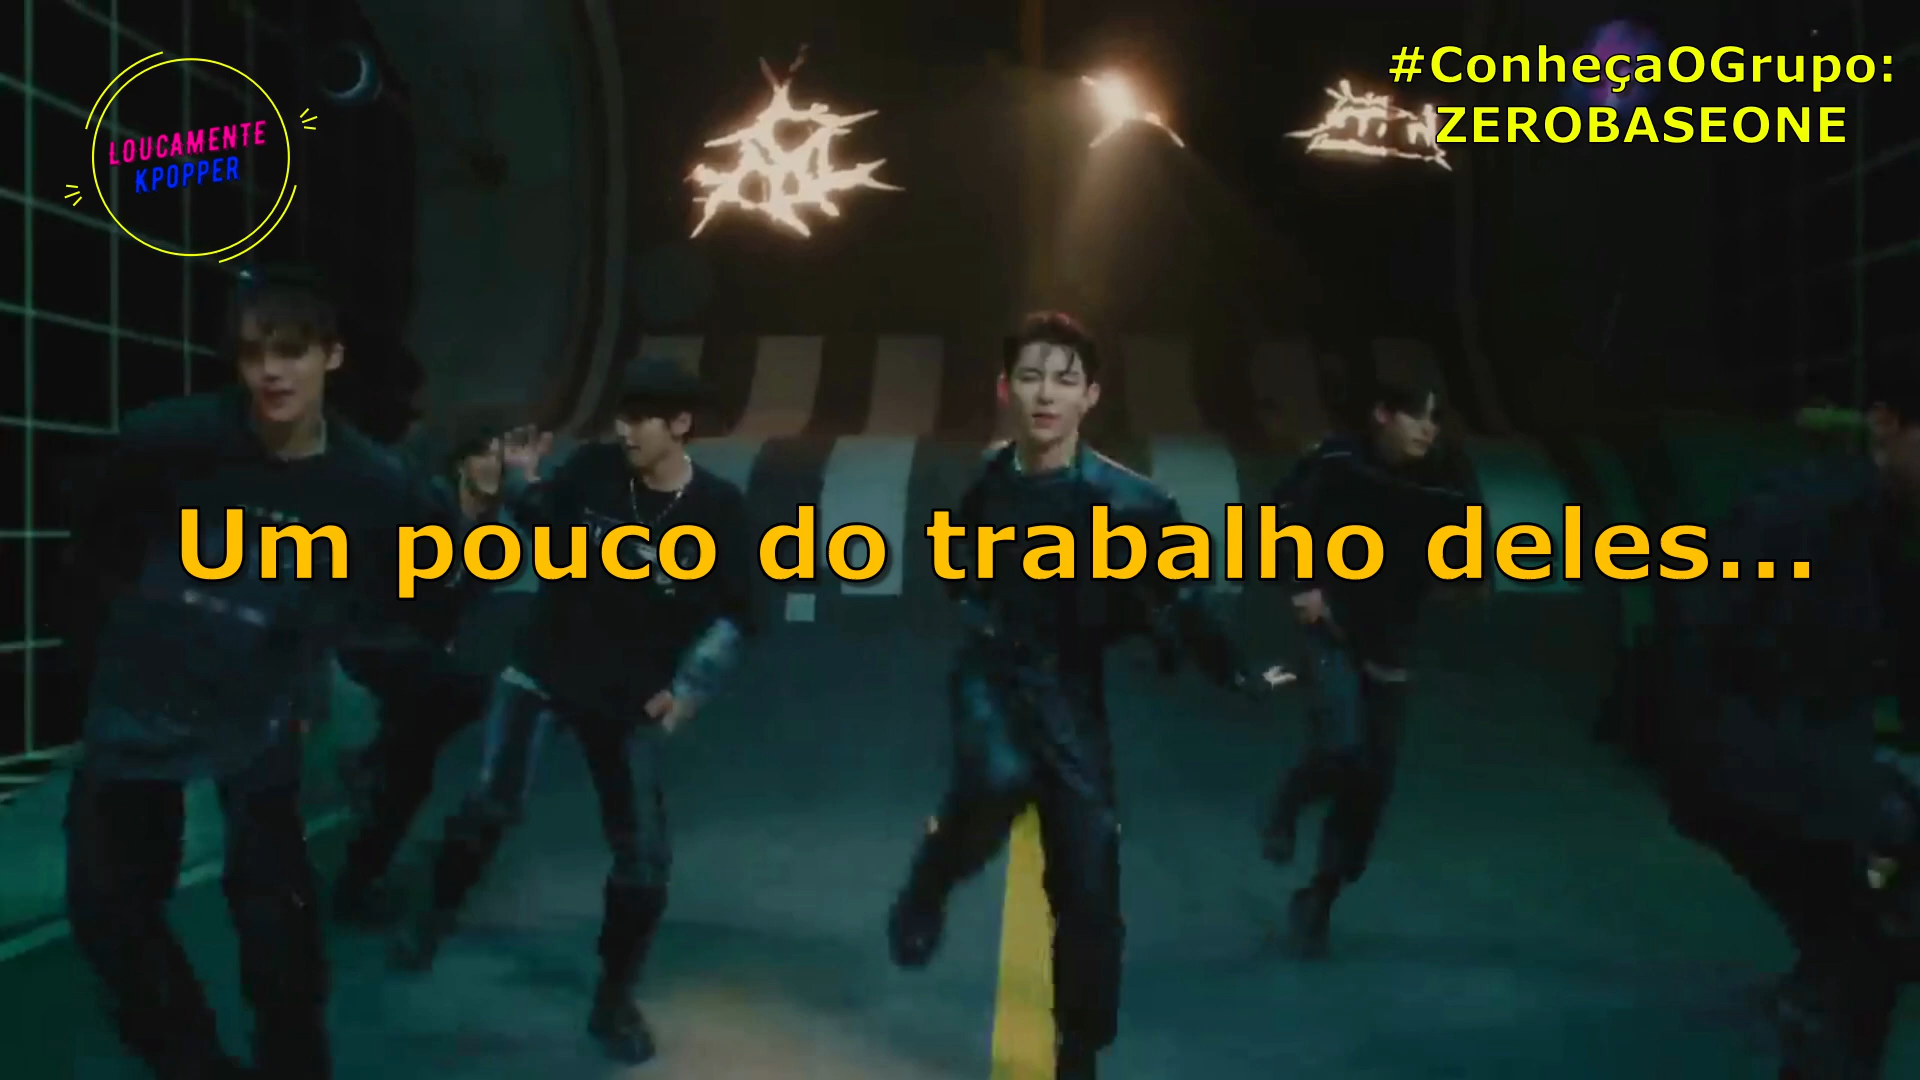 LOUCAMENTE
KPOPPER
#ConheçaOGrupo:
ZEROBASEONE
Um pouco do trabalho deles...